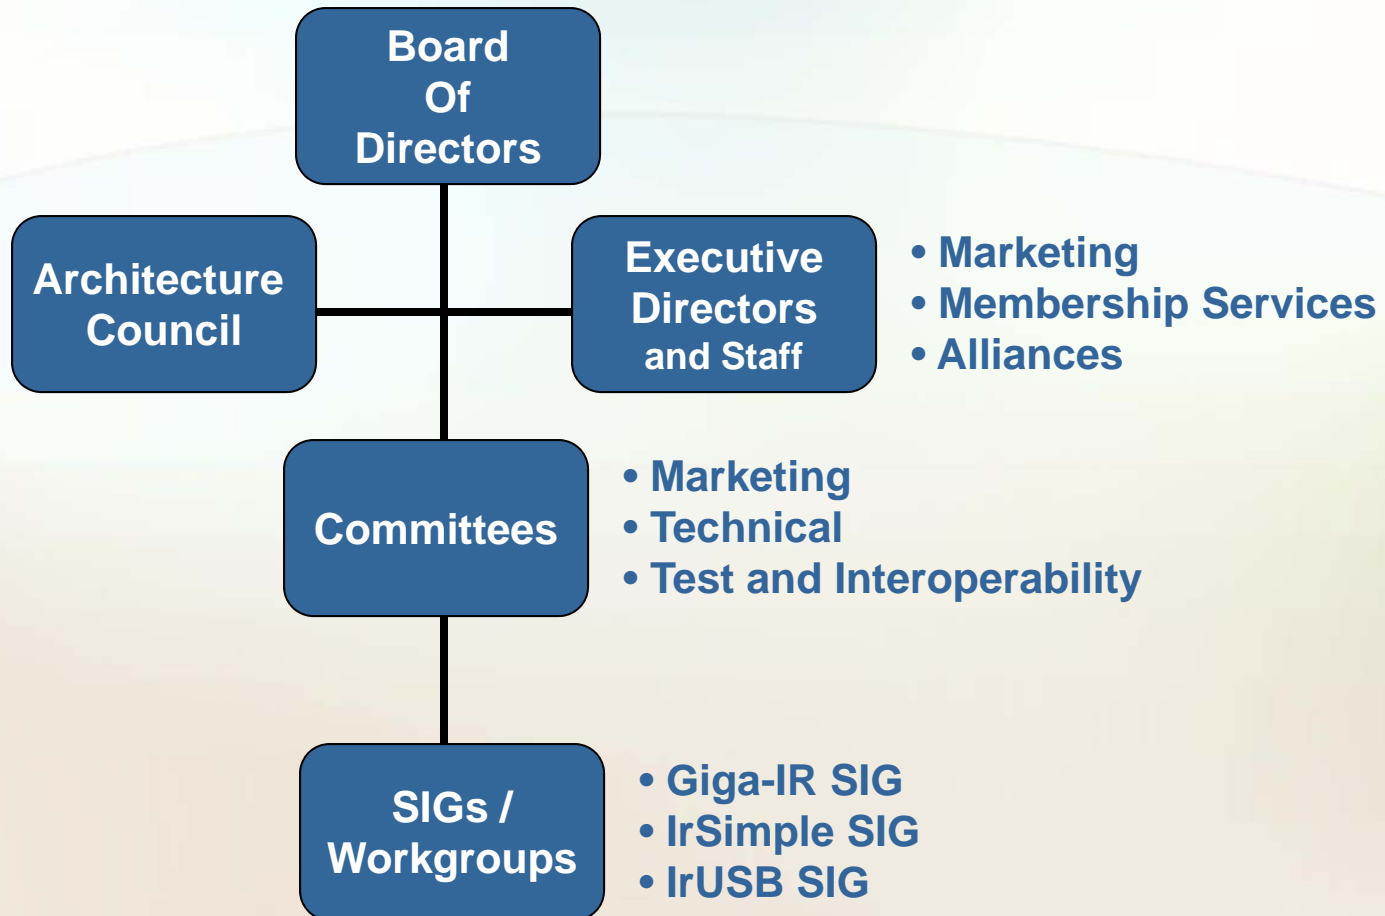 Board
Of
Directors
Architecture
Council
Executive
Directors
and Staff
• Marketing
• Membership Services
• Alliances
Committees
• Marketing
• Technical
• Test and Interoperability
SIGs /
Workgroups
• Giga-IR SIG
• IrSimple SIG
• IrUSB SIG